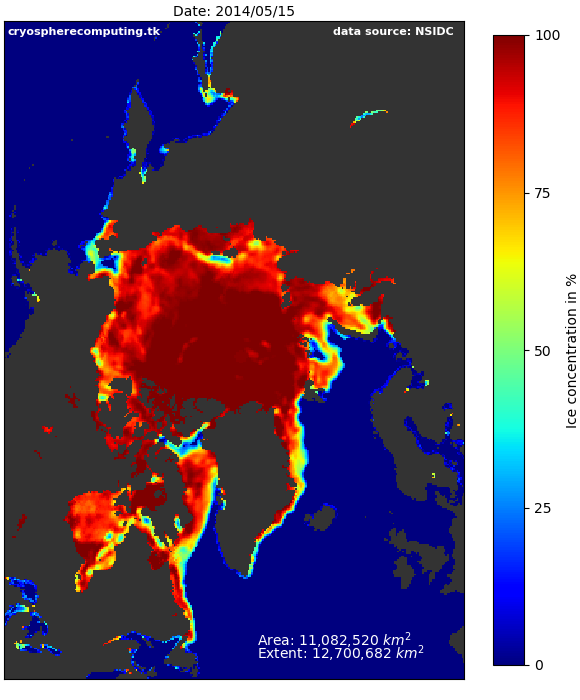 Date: 2014/05/15
cryospherecomputing.tk
data source: NSIDC
100
75
50
25
0
Ice concentration in %
Area: 11,082,520 km²
Extent: 12,700,682 km²